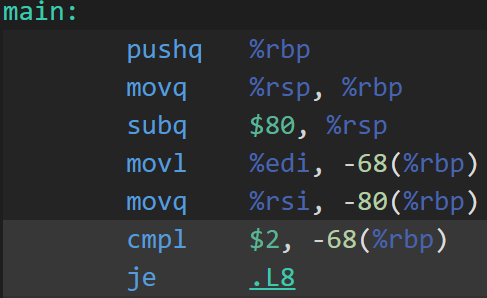 main:
pushq %rbp
movq %rsp, %rbp
subq $80, %rsp
movl %edi, -68(%rbp)
movq %rsi, -80(%rbp)
cmpl $2, -68(%rbp)
je .L8